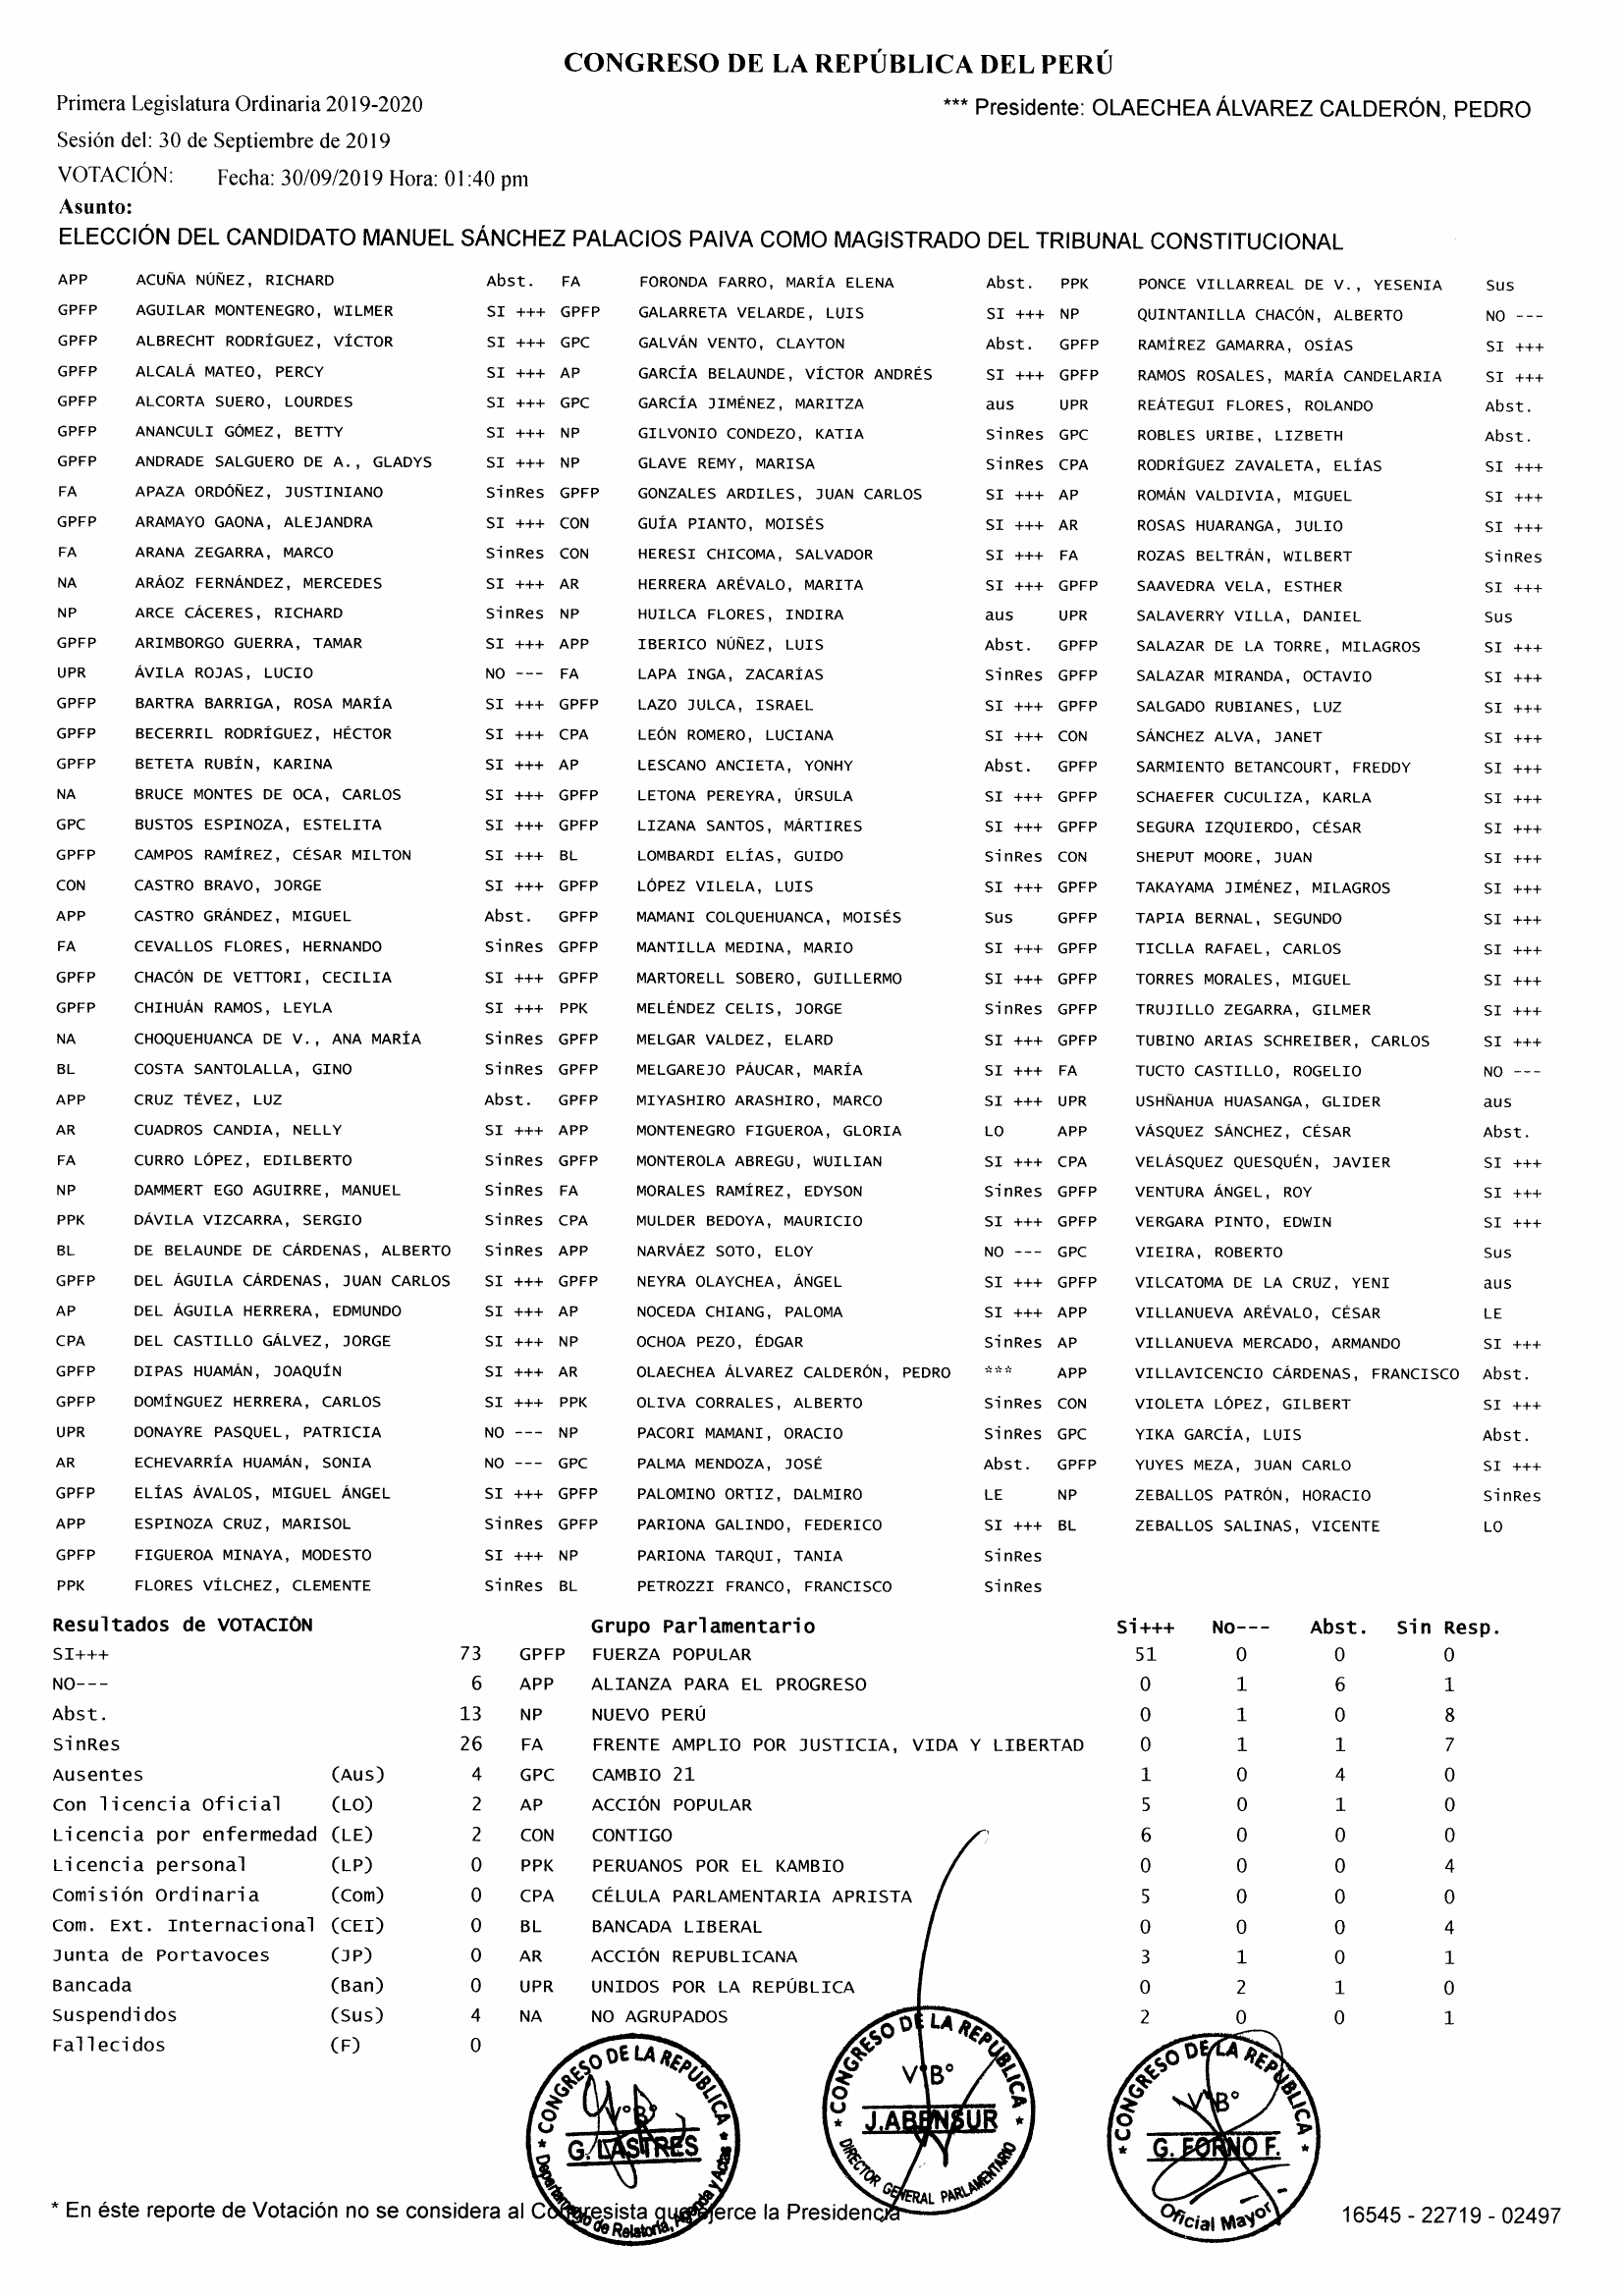 CONGRESO DE LA REPÚBLICA DEL PERÚ
Primera Legislatura Ordinaria 2019-2020 *** Presidente: OLAECHEA ÁLVAREZ CALDERÓN, PEDRO
Sesión del: 30 de Septiembre de 2019
VOTACIÓN: Fecha: 30/09/2019 Hora: 01:40 pm
Asunto:
ELECCIÓN DEL CANDIDATO MANUEL SÁNCHEZ PALACIOS PAIVA COMO MAGISTRADO DEL TRIBUNAL CONSTITUCIONAL
APP ACUÑA NÚÑEZ, RICHARD Abst. FA FORONDA FARRO, MARÍA ELENA Abst. PPK PONCE VILLARREAL DE V., YESENIA Sus
GPFP AGUILAR MONTENEGRO, WILMER SI +++ GPFP GALARRETA VELARDE, LUIS SI +++ NP QUINTANILLA CHACÓN, ALBERTO NO ---
GPFP ALBRECHT RODRÍGUEZ, VÍCTOR SI +++ GPC GALVÁN VENTO, CLAYTON Abst. GPFP RAMÍREZ GAMARRA, OSÍAS SI +++
GPFP ALCALÁ MATEO, PERCY SI +++ AP GARCÍA BELAUNDE, VÍCTOR ANDRÉS SI +++ GPFP RAMOS ROSALES, MARÍA CANDELARIA SI +++
GPFP ALCORTA SUERO, LOURDES SI +++ GPC GARCÍA JIMÉNEZ, MARITZA aus UPR REÁTEGUI FLORES, ROLANDO Abst.
GPFP ANANCULI GÓMEZ, BETTY SI +++ NP GILVONIO CONDEZO, KATIA SinRes GPC ROBLES URIBE, LIZBETH Abst.
GPFP ANDRADE SALGUERO DE A., GLADYS SI +++ NP GLAVE REMY, MARISA SinRes CPA RODRÍGUEZ ZAVALETA, ELÍAS SI +++
FA APAZA ORDÓÑEZ, JUSTINIANO SinRes GPFP GONZALES ARDILES, JUAN CARLOS SI +++ AP ROMÁN VALDIVIA, MIGUEL SI +++
GPFP ARAMAYO GAONA, ALEJANDRA SI +++ CON GUÍA PIANTO, MOISÉS SI +++ AR ROSAS HUARANGA, JULIO SI +++
FA ARANA ZEGARRA, MARCO SinRes CON HERESI CHICOMA, SALVADOR SI +++ FA ROZAS BELTRÁN, WILBERT SinRes
NA ARÁOZ FERNÁNDEZ, MERCEDES SI +++ AR HERRERA ARÉVALO, MARITA SI +++ GPFP SAAVEDRA VELA, ESTHER SI +++
NP ARCE CÁCERES, RICHARD SinRes NP HUILCA FLORES, INDIRA aus UPR SALAVERRY VILLA, DANIEL Sus
GPFP ARIMBORGO GUERRA, TAMAR SI +++ APP IBERICO NÚÑEZ, LUIS Abst. GPFP SALAZAR DE LA TORRE, MILAGROS SI +++
UPR ÁVILA ROJAS, LUCIO NO --- FA LAPA INGA, ZACARÍAS SinRes GPFP SALAZAR MIRANDA, OCTAVIO SI +++
GPFP BARTRA BARRIGA, ROSA MARÍA SI +++ GPFP LAZO JULCA, ISRAEL SI +++ GPFP SALGADO RUBIANES, LUZ SI +++
GPFP BECERRIL RODRÍGUEZ, HÉCTOR SI +++ CPA LEÓN ROMERO, LUCIANA SI +++ CON SÁNCHEZ ALVA, JANET SI +++
GPFP BETETA RUBÍN, KARINA SI +++ AP LESCANO ANCIETA, YONHY Abst. GPFP SARMIENTO BETANCOURT, FREDDY SI +++
NA BRUCE MONTES DE OCA, CARLOS SI +++ GPFP LETONA PEREYRA, ÚRSULA SI +++ GPFP SCHAEFER CUCULIZA, KARLA SI +++
GPC BUSTOS ESPINOZA, ESTELITA SI +++ GPFP LIZANA SANTOS, MÁRTIRES SI +++ GPFP SEGURA IZQUIERDO, CÉSAR SI +++
GPFP CAMPOS RAMÍREZ, CÉSAR MILTON SI +++ BL LOMBARDI ELÍAS, GUIDO SinRes CON SHEPUT MOORE, JUAN SI +++
CON CASTRO BRAVO, JORGE SI +++ GPFP LÓPEZ VILELA, LUIS SI +++ GPFP TAKAYAMA JIMÉNEZ, MILAGROS SI +++
APP CASTRO GRÁNDEZ, MIGUEL Abst. GPFP MAMANI COLQUEHUANCA, MOISÉS Sus GPFP TAPIA BERNAL, SEGUNDO SI +++
FA CEVALLOS FLORES, HERNANDO SinRes GPFP MANTILLA MEDINA, MARIO SI +++ GPFP TICLLA RAFAEL, CARLOS SI +++
GPFP CHACÓN DE VETTORI, CECILIA SI +++ GPFP MARTORELL SOBERO, GUILLERMO SI +++ GPFP TORRES MORALES, MIGUEL SI +++
GPFP CHIHUÁN RAMOS, LEYLA SI +++ PPK MELÉNDEZ CELIS, JORGE SinRes GPFP TRUJILLO ZEGARRA, GILMER SI +++
NA CHOQUEHUANCA DE V., ANA MARÍA SinRes GPFP MELGAR VALDEZ, ELARD SI +++ GPFP TUBINO ARIAS SCHREIBER, CARLOS SI +++
BL COSTA SANTOLALLA, GINO SinRes GPFP MELGAREJO PÁUCAR, MARÍA SI +++ FA TUCTO CASTILLO, ROGELIO NO ---
APP CRUZ TÉVEZ, LUZ Abst. GPFP MIYASHIRO ARASHIRO, MARCO SI +++ UPR USHÑAHUA HUASANGA, GLIDER aus
AR CUADROS CANDIA, NELLY SI +++ APP MONTENEGRO FIGUEROA, GLORIA LO APP VÁSQUEZ SÁNCHEZ, CÉSAR Abst.
FA CURRO LÓPEZ, EDILBERTO SinRes GPFP MONTEROLA ABREGU, WUILIAN SI +++ CPA VELÁSQUEZ QUESQUÉN, JAVIER SI +++
NP DAMMERT EGO AGUIRRE, MANUEL SinRes FA MORALES RAMÍREZ, EDYSON SinRes GPFP VENTURA ÁNGEL, ROY SI +++
PPK DÁVILA VIZCARRA, SERGIO SinRes CPA MULDER BEDOYA, MAURICIO SI +++ GPFP VERGARA PINTO, EDWIN SI +++
BL DE BELAUNDE DE CÁRDENAS, ALBERTO SinRes APP NARVÁEZ SOTO, ELOY NO --- GPC VIEIRA, ROBERTO Sus
GPFP DEL ÁGUILA CÁRDENAS, JUAN CARLOS SI +++ GPFP NEYRA OLAYCHEA, ÁNGEL SI +++ GPFP VILCATOMA DE LA CRUZ, YENI aus
AP DEL ÁGUILA HERRERA, EDMUNDO SI +++ AP NOCEDA CHIANG, PALOMA SI +++ APP VILLANUEVA ARÉVALO, CÉSAR LE
CPA DEL CASTILLO GÁLVEZ, JORGE SI +++ NP OCHOA PEZO, ÉDGAR SinRes AP VILLANUEVA MERCADO, ARMANDO SI +++
GPFP DIPAS HUAMÁN, JOAQUÍN SI +++ AR OLAECHEA ÁLVAREZ CALDERÓN, PEDRO *** APP VILLAVICENCIO CÁRDENAS, FRANCISCO Abst.
GPFP DOMÍNGUEZ HERRERA, CARLOS SI +++ PPK OLIVA CORRALES, ALBERTO SinRes CON VIOLETA LÓPEZ, GILBERT SI +++
UPR DONAYRE PASQUEL, PATRICIA NO --- NP PACORI MAMANI, ORACIO SinRes GPC YIKA GARCÍA, LUIS Abst.
AR ECHEVARRÍA HUAMÁN, SONIA NO --- GPC PALMA MENDOZA, JOSÉ Abst. GPFP YUYES MEZA, JUAN CARLO SI +++
GPFP ELÍAS ÁVALOS, MIGUEL ÁNGEL SI +++ GPFP PALOMINO ORTIZ, DALMIRO LE NP ZEBALLOS PATRÓN, HORACIO SinRes
APP ESPINOZA CRUZ, MARISOL SinRes GPFP PARIONA GALINDO, FEDERICO SI +++ BL ZEBALLOS SALINAS, VICENTE LO
GPFP FIGUEROA MINAYA, MODESTO SI +++ NP PARIONA TARQUI, TANIA SinRes
PPK FLORES VÍLCHEZ, CLEMENTE SinRes BL PETROZZI FRANCO, FRANCISCO SinRes
Resultados de VOTACIÓN Grupo Parlamentario Si+++ No--- Abst. Sin Resp.
SI+++ 73 GPFP FUERZA POPULAR 51 0 0 0
NO--- 6 APP ALIANZA PARA EL PROGRESO 0 1 6 1
Abst. 13 NP NUEVO PERÚ 0 1 0 8
SinRes 26 FA FRENTE AMPLIO POR JUSTICIA, VIDA Y LIBERTAD 0 1 1 7
Ausentes (Aus) 4 GPC CAMBIO 21 1 0 4 0
Con licencia Oficial (LO) 2 AP ACCIÓN POPULAR 5 0 1 0
Licencia por enfermedad (LE) 2 CON CONTIGO 6 0 0 0
Licencia personal (LP) 0 PPK PERUANOS POR EL KAMBIO 0 0 0 4
Comisión Ordinaria (Com) 0 CPA CÉLULA PARLAMENTARIA APRISTA 5 0 0 0
Com. Ext. Internacional (CEI) 0 BL BANCADA LIBERAL 0 0 0 4
Junta de Portavoces (JP) 0 AR ACCIÓN REPUBLICANA 3 1 0 1
Bancada (Ban) 0 UPR UNIDOS POR LA REPÚBLICA 0 2 1 0
Suspendidos (Sus) 4 NA NO AGRUPADOS 2 0 0 1
Fallecidos (F) 0
* CONGRESO DE LA REPÚBLICA *
V°B°
G. LASTRES
Departamento de Relatoría, Agenda y Actas
* CONGRESO DE LA REPÚBLICA *
V°B°
J.ABENSUR
DIRECTOR GENERAL PARLAMENTARIO
* CONGRESO DE LA REPÚBLICA *
V°B°
G. FORNO F.
Oficial Mayor
* En éste reporte de Votación no se considera al Congresista que ejerce la Presidencia 16545 - 22719 - 02497